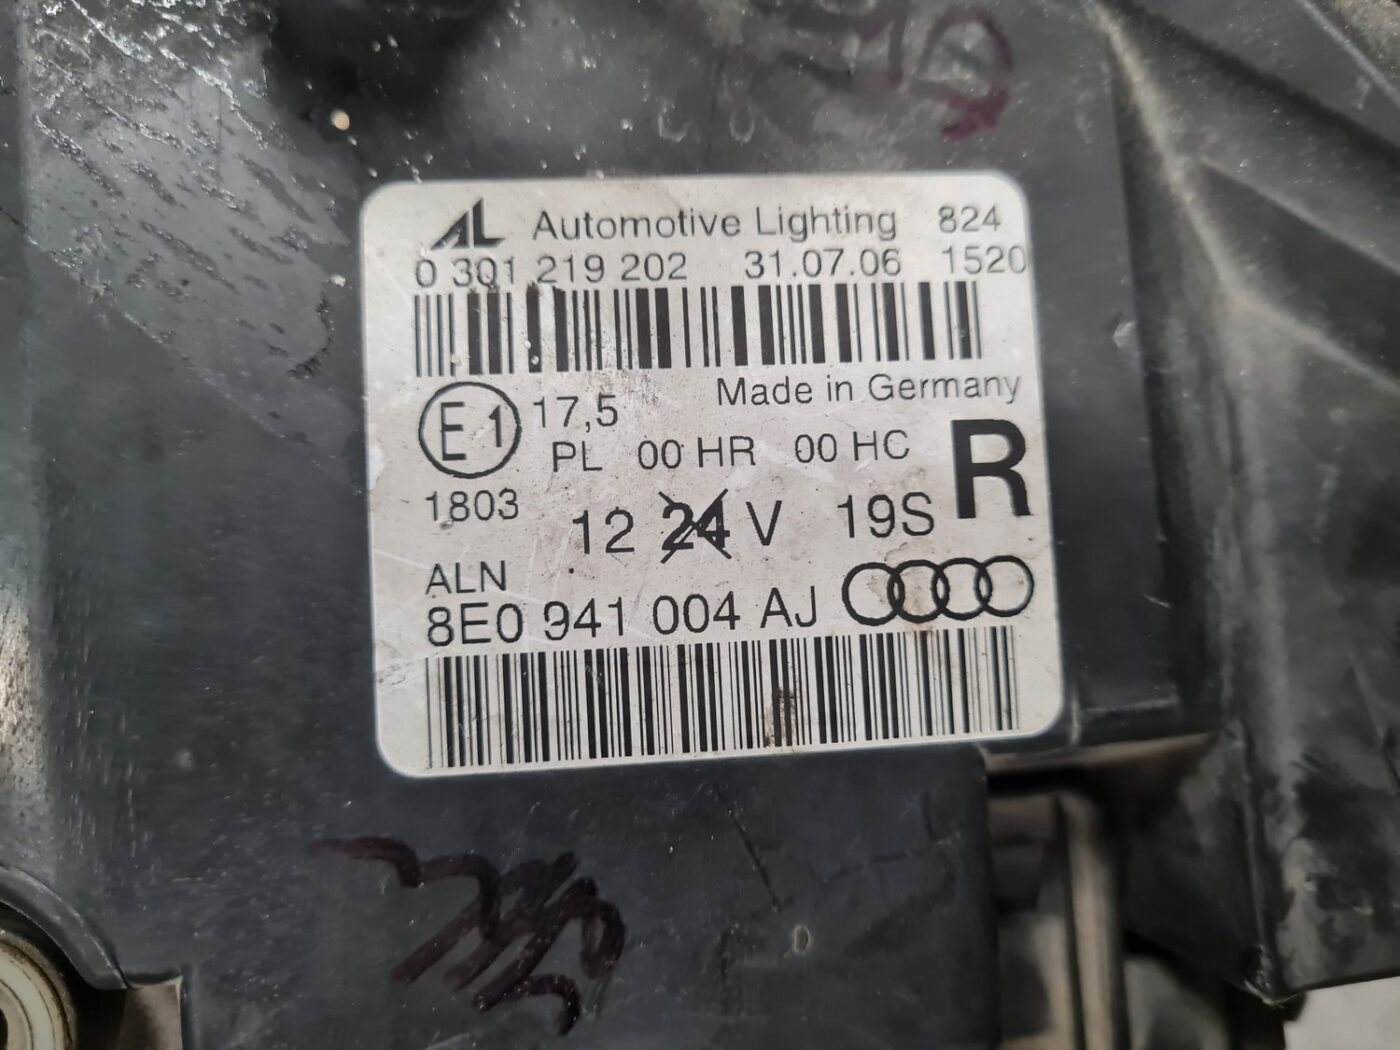 AL Automotive Lighting 824
0 301 219 202 31.07.06 1520
Made in Germany
E1 17,5
PL 00 HR 00 HC R
1803
12 24 V 19S
ALN
8E0 941 004 AJ